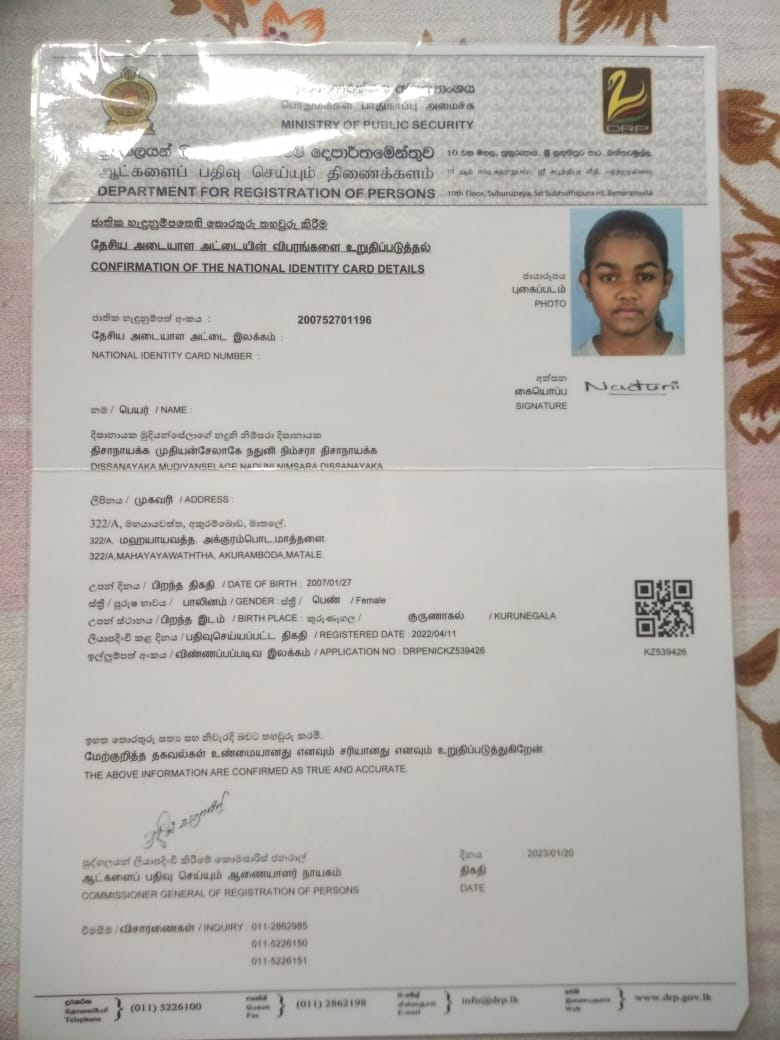 පොදු ආරක්ෂක අමාත්‍යාංශය
பொதுமக்கள் பாதுகாப்பு அமைச்சு
MINISTRY OF PUBLIC SECURITY
DRP
දෙපාර්තමේන්තුව
ஆட்களைப் பதிவு செய்யும் திணைக்களம்
DEPARTMENT FOR REGISTRATION OF PERSONS
10 වන මහල, සුහුරුපාය, ශ්‍රී සුභූතිපුර පාර, බත්තරමුල්ල
10th Floor, Suhurupaya, Sri Subhuthipura rd, Battaramulla
ජාතික හැඳුනුම්පතෙහි තොරතුරු තහවුරු කිරීම
தேசிய அடையாள அட்டையின் விபரங்களை உறுதிப்படுத்தல்
CONFIRMATION OF THE NATIONAL IDENTITY CARD DETAILS
ඡායාරූපය
புகைப்படம்
PHOTO
ජාතික හැඳුනුම්පත් අංකය : 200752701196
தேசிய அடையாள அட்டை இலக்கம் :
NATIONAL IDENTITY CARD NUMBER :
අත්සන
கையொப்ப
SIGNATURE
Naduni
නම / பெயர் / NAME :
දිසානායක මුදියන්සේලාගේ නදුනි නිම්සරා දිසානායක
திசாநாயக்க முதியன்சேலாகே நதுனி நிம்சரா திசாநாயக்க
DISSANAYAKA MUDIYANSELAGE NADUNI NIMSARA DISSANAYAKA
ලිපිනය / முகவரி / ADDRESS :
322/A, මහයායවත්ත, අකුරම්බොඩ, මාතලේ.
322/A, மஹயாயவத்த, அக்குரம்பொட,மாத்தளை.
322/A,MAHAYAYAWATHTHA, AKURAMBODA,MATALE.
උපන් දිනය / பிறந்த திகதி / DATE OF BIRTH : 2007/01/27
ස්ත්‍රී / පුරුෂ භාවය / பாலினம் / GENDER : ස්ත්‍රී / பெண் / Female
උපන් ස්ථානය / பிறந்த இடம் / BIRTH PLACE : කුරුණෑගල / குருணாகல் / KURUNEGALA
ලියාපදිංචි කළ දිනය / பதிவுசெய்யப்பட்ட திகதி / REGISTERED DATE : 2022/04/11
ඉල්ලුම්පත් අංකය / விண்ணப்பப்படிவ இலக்கம் / APPLICATION NO : DRPENICKZ539426
KZ539426
ඉහත තොරතුරු සත්‍ය සහ නිවැරදි බවට තහවුරු කරමි.
மேற்குறித்த தகவல்கள் உண்மையானது எனவும் சரியானது எனவும் உறுதிப்படுத்துகிறேன்
THE ABOVE INFORMATION ARE CONFIRMED AS TRUE AND ACCURATE.
පුද්ගලයන් ලියාපදිංචි කිරීමේ කොමසාරිස් ජනරාල්
ஆட்களைப் பதிவு செய்யும் ஆணையாளர் நாயகம்
COMMISSIONER GENERAL OF REGISTRATION OF PERSONS
දිනය : 2023/01/20
திகதி
DATE
විමසීම් / விசாரணைகள் / INQUIRY : 011-2862985
011-5226150
011-5226151
දුරකථන
தொலைபேசி
Telephone
(011) 5226100
ෆැක්ස්
Fax
(011) 2862198
E-mail
info@drp.lk
Web
www.drp.gov.lk